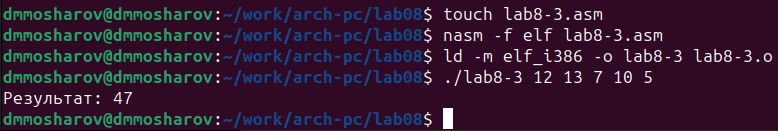 dmmosharov@dmmosharov:~/work/arch-pc/lab08$ touch lab8-3.asm
dmmosharov@dmmosharov:~/work/arch-pc/lab08$ nasm -f elf lab8-3.asm
dmmosharov@dmmosharov:~/work/arch-pc/lab08$ ld -m elf_i386 -o lab8-3 lab8-3.o
dmmosharov@dmmosharov:~/work/arch-pc/lab08$ ./lab8-3 12 13 7 10 5
Результат: 47
dmmosharov@dmmosharov:~/work/arch-pc/lab08$